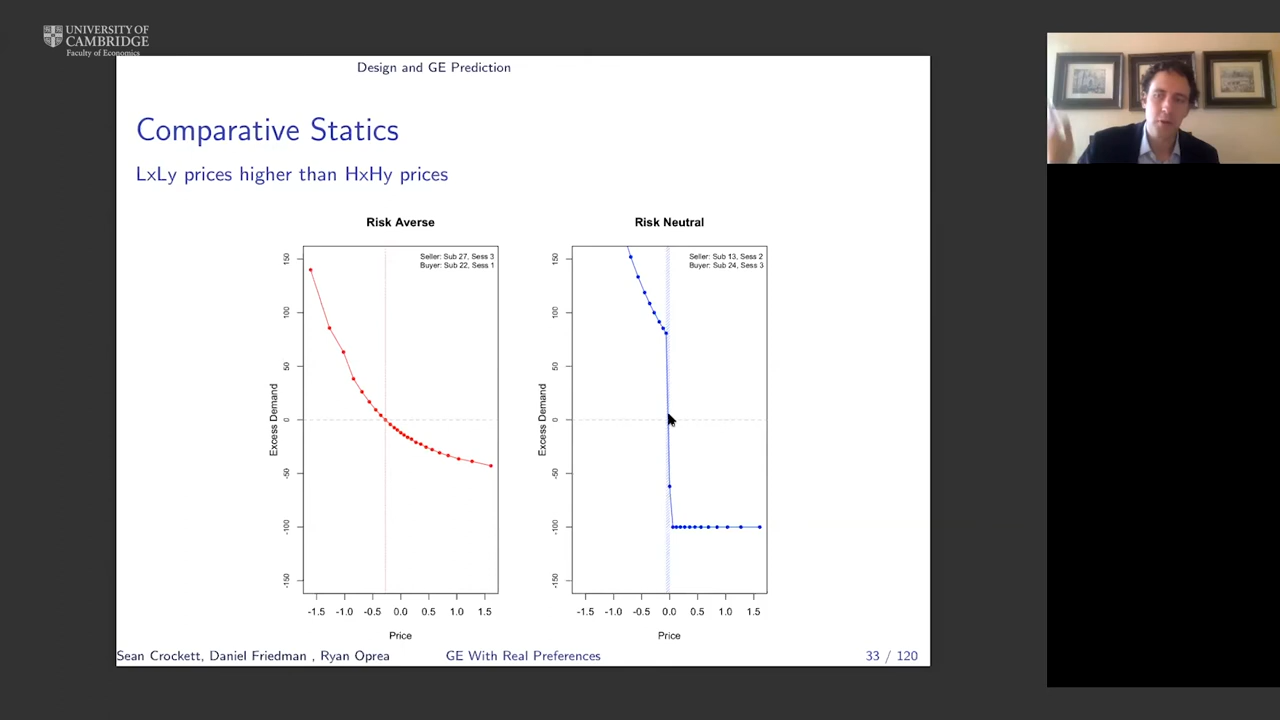 UNIVERSITY OF
CAMBRIDGE
Faculty of Economics
Design and GE Prediction
Comparative Statics
LxLy prices higher than HxHy prices
Risk Averse
Seller: Sub 27, Sess 3
Buyer: Sub 22, Sess 1
Excess Demand
150
100
50
0
-50
-100
-150
-1.5 -1.0 -0.5 0.0 0.5 1.0 1.5
Price
Risk Neutral
Seller: Sub 13, Sess 2
Buyer: Sub 24, Sess 3
Excess Demand
150
100
50
0
-50
-100
-150
-1.5 -1.0 -0.5 0.0 0.5 1.0 1.5
Price
Sean Crockett, Daniel Friedman , Ryan Oprea
GE With Real Preferences
33 / 120